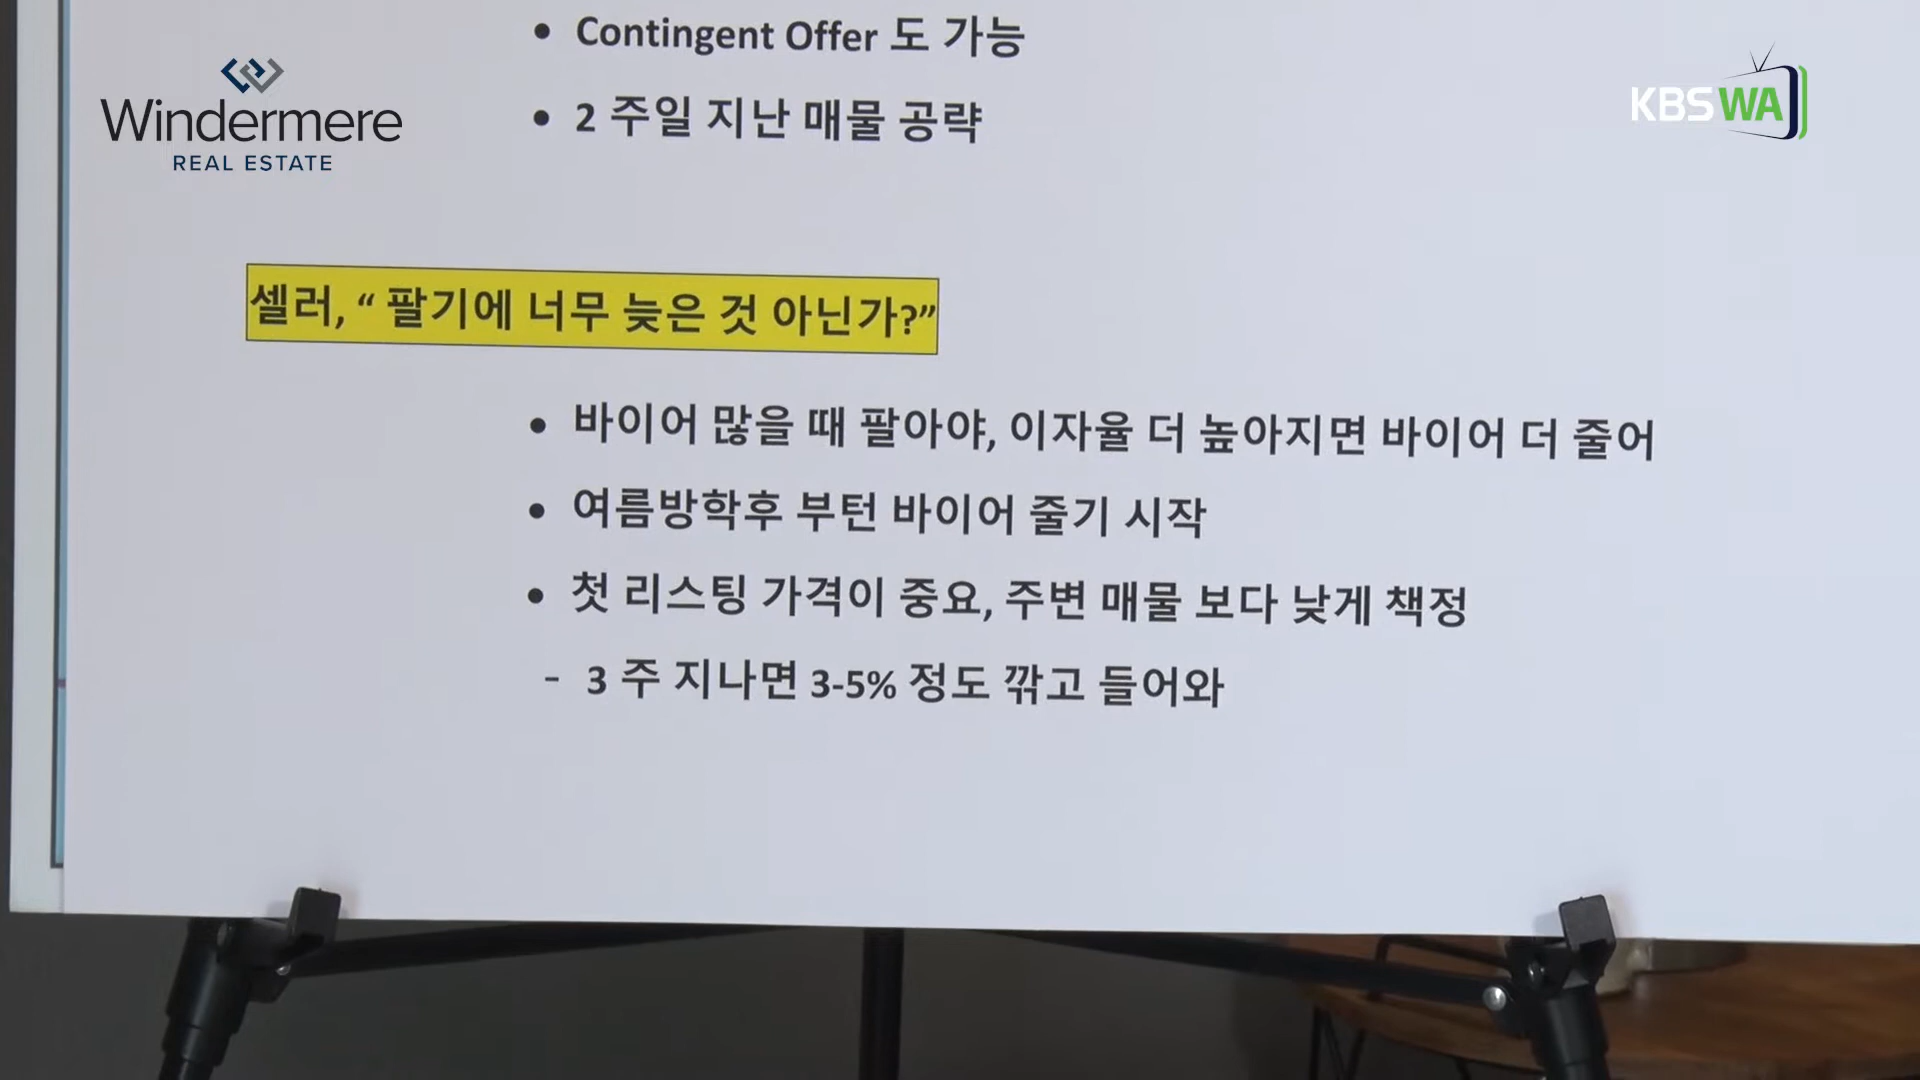 Contingent Offer 도 가능
Windermere
REAL ESTATE
KBS WA
2 주일 지난 매물 공략
셀러, “ 팔기에 너무 늦은 것 아닌가?”
바이어 많을 때 팔아야, 이자율 더 높아지면 바이어 더 줄어
여름방학후 부턴 바이어 줄기 시작
첫 리스팅 가격이 중요, 주변 매물 보다 낮게 책정
- 3 주 지나면 3-5% 정도 깎고 들어와